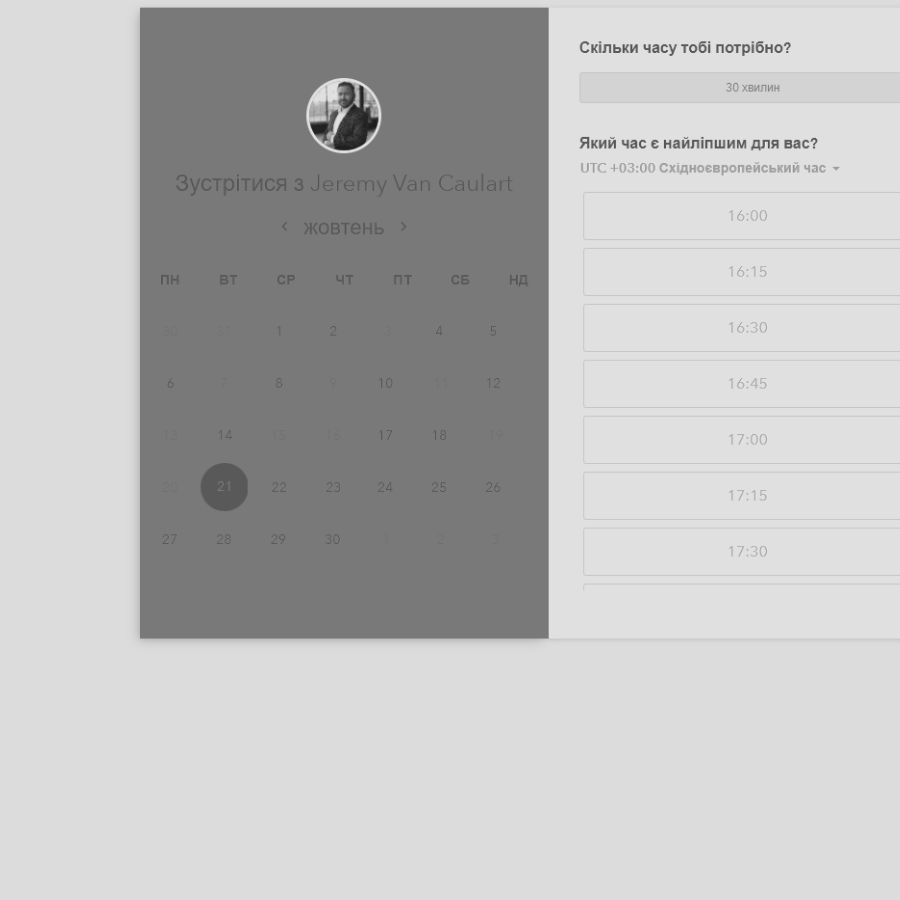 Зустрітися з Jeremy Van Caulart
жовтень
ПН ВТ СР ЧТ ПТ СБ НД
30 31 1 2 3 4 5
6 7 8 9 10 11 12
13 14 15 16 17 18 19
20 21 22 23 24 25 26
27 28 29 30 1 2 3
Скільки часу тобі потрібно?
30 хвилин
Який час є найліпшим для вас?
UTC +03:00 Східноєвропейський час
16:00
16:15
16:30
16:45
17:00
17:15
17:30